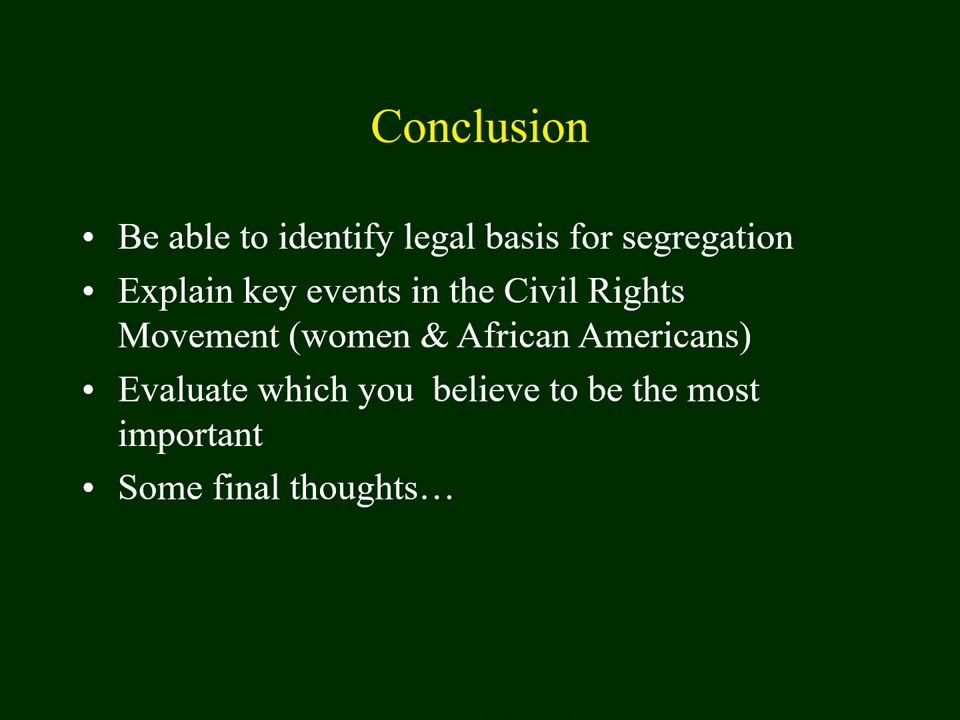 Conclusion
• Be able to identify legal basis for segregation
• Explain key events in the Civil Rights
Movement (women & African Americans)
• Evaluate which you  believe to be the most
important
• Some final thoughts…